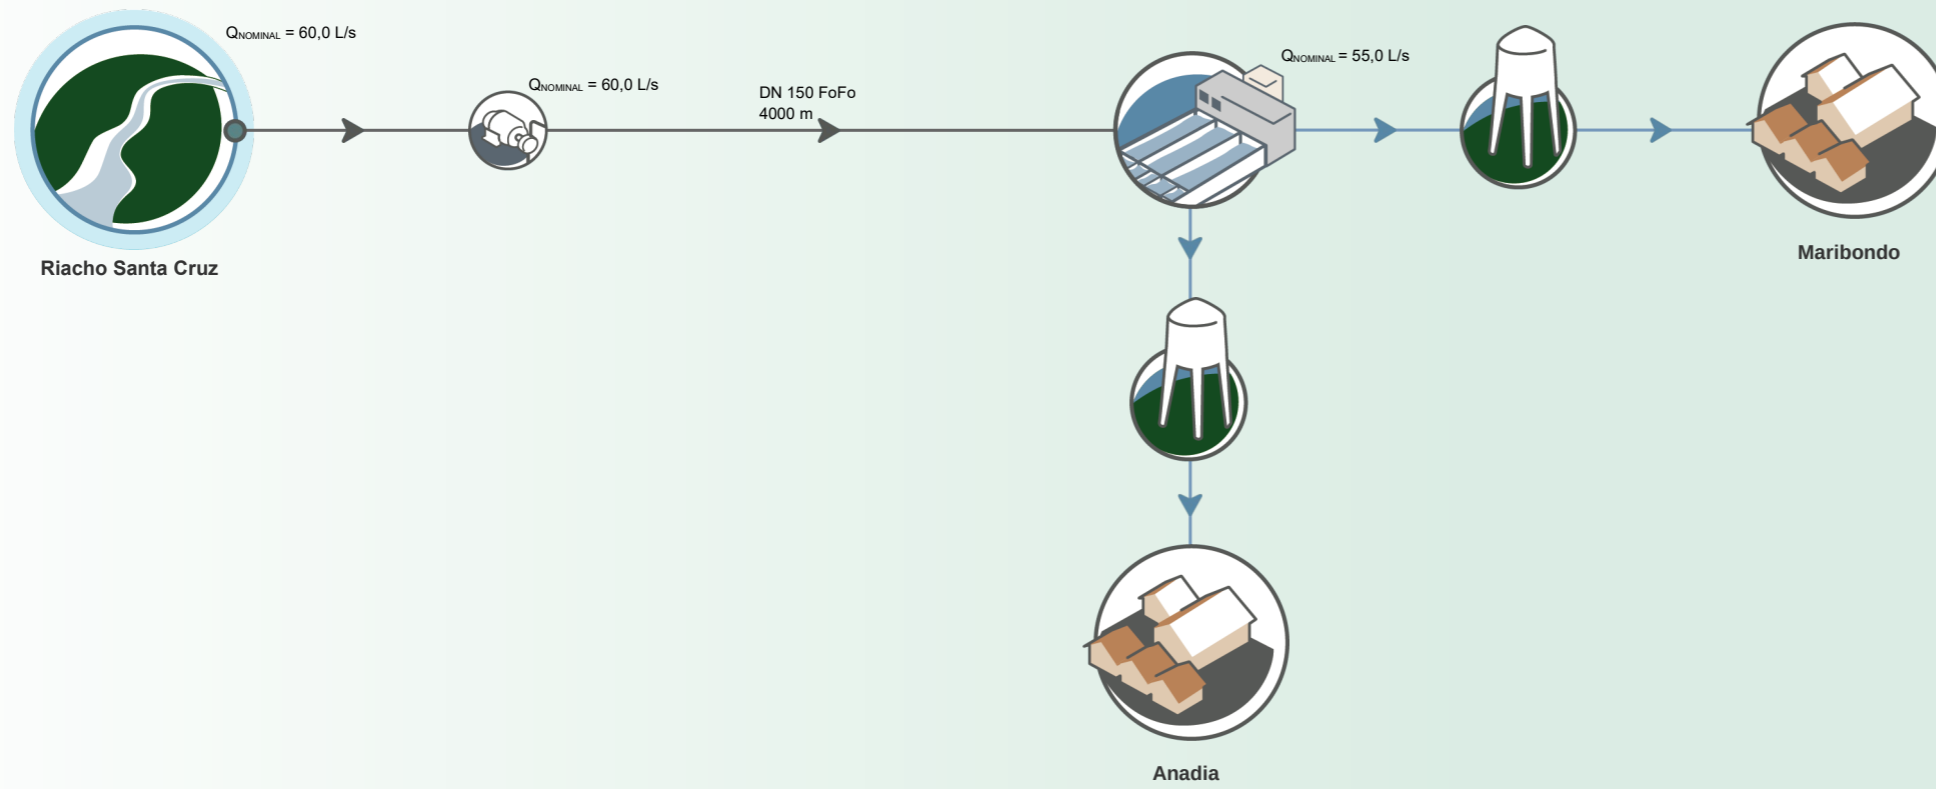 QNOMINAL = 60,0 L/s
QNOMINAL = 60,0 L/s
DN 150 FoFo
4000 m
QNOMINAL = 55,0 L/s
Riacho Santa Cruz
Maribondo
Anadia